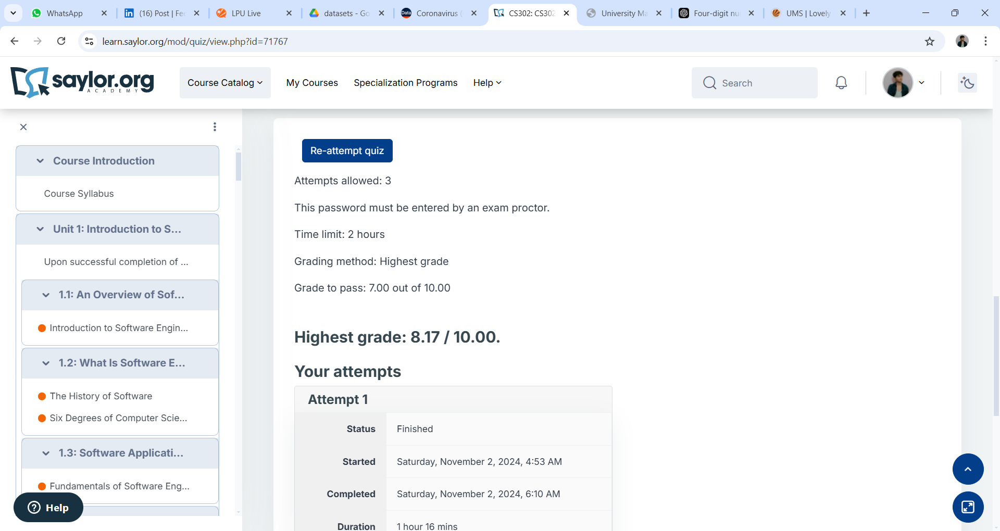 WhatsApp
(16) Post | Fe
LPU Live
datasets - Go
Data
Coronavirus (
CS302: CS302
University Ma
Four-digit nu
UMS | Lovely
learn.saylor.org/mod/quiz/view.php?id=71767
saylor.org
ACADEMY
Course Catalog
My Courses
Specialization Programs
Help
Search
Course Introduction
Course Syllabus
Unit 1: Introduction to S...
Upon successful completion of ...
1.1: An Overview of Sof...
Introduction to Software Engin...
1.2: What Is Software E...
The History of Software
Six Degrees of Computer Scie...
1.3: Software Applicati...
Fundamentals of Software Eng...
Help
Re-attempt quiz
Attempts allowed: 3
This password must be entered by an exam proctor.
Time limit: 2 hours
Grading method: Highest grade
Grade to pass: 7.00 out of 10.00
Highest grade: 8.17 / 10.00.
Your attempts
Attempt 1
Status Finished
Started Saturday, November 2, 2024, 4:53 AM
Completed Saturday, November 2, 2024, 6:10 AM
Duration 1 hour 16 mins